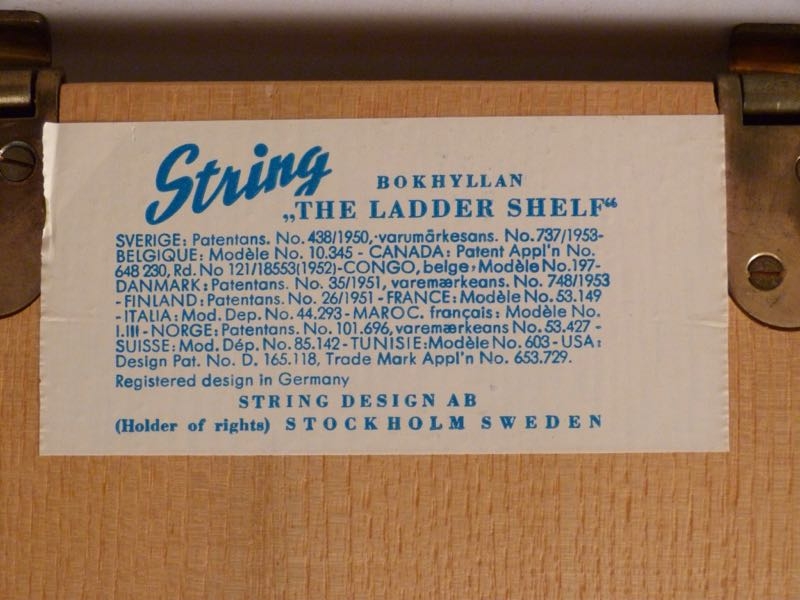 String
BOKHYLLAN
„THE LADDER SHELF“
SVERIGE: Patentans. No. 438/1950,-varumärkesans. No.737/1953-
BELGIQUE: Modèle No. 10.345 - CANADA: Patent Appl'n No.
648 230, Rd. No 121/18553(1952)-CONGO, belge, Modèle No.197-
DANMARK: Patentans. No. 35/1951, varemærkeans. No. 748/1953
- FINLAND: Patentans. No. 26/1951 - FRANCE: Modèle No. 53.149
- ITALIA: Mod. Dep. No. 44.293 - MAROC. français: Modèle No.
I.III - NORGE: Patentans. No. 101.696, varemærkeans No. 53.427 -
SUISSE: Mod. Dép. No. 85.142 - TUNISIE: Modèle No. 603 - USA:
Design Pat. No. D. 165.118, Trade Mark Appl'n No. 653.729.
Registered design in Germany
STRING DESIGN AB
(Holder of rights) STOCKHOLM SWEDEN